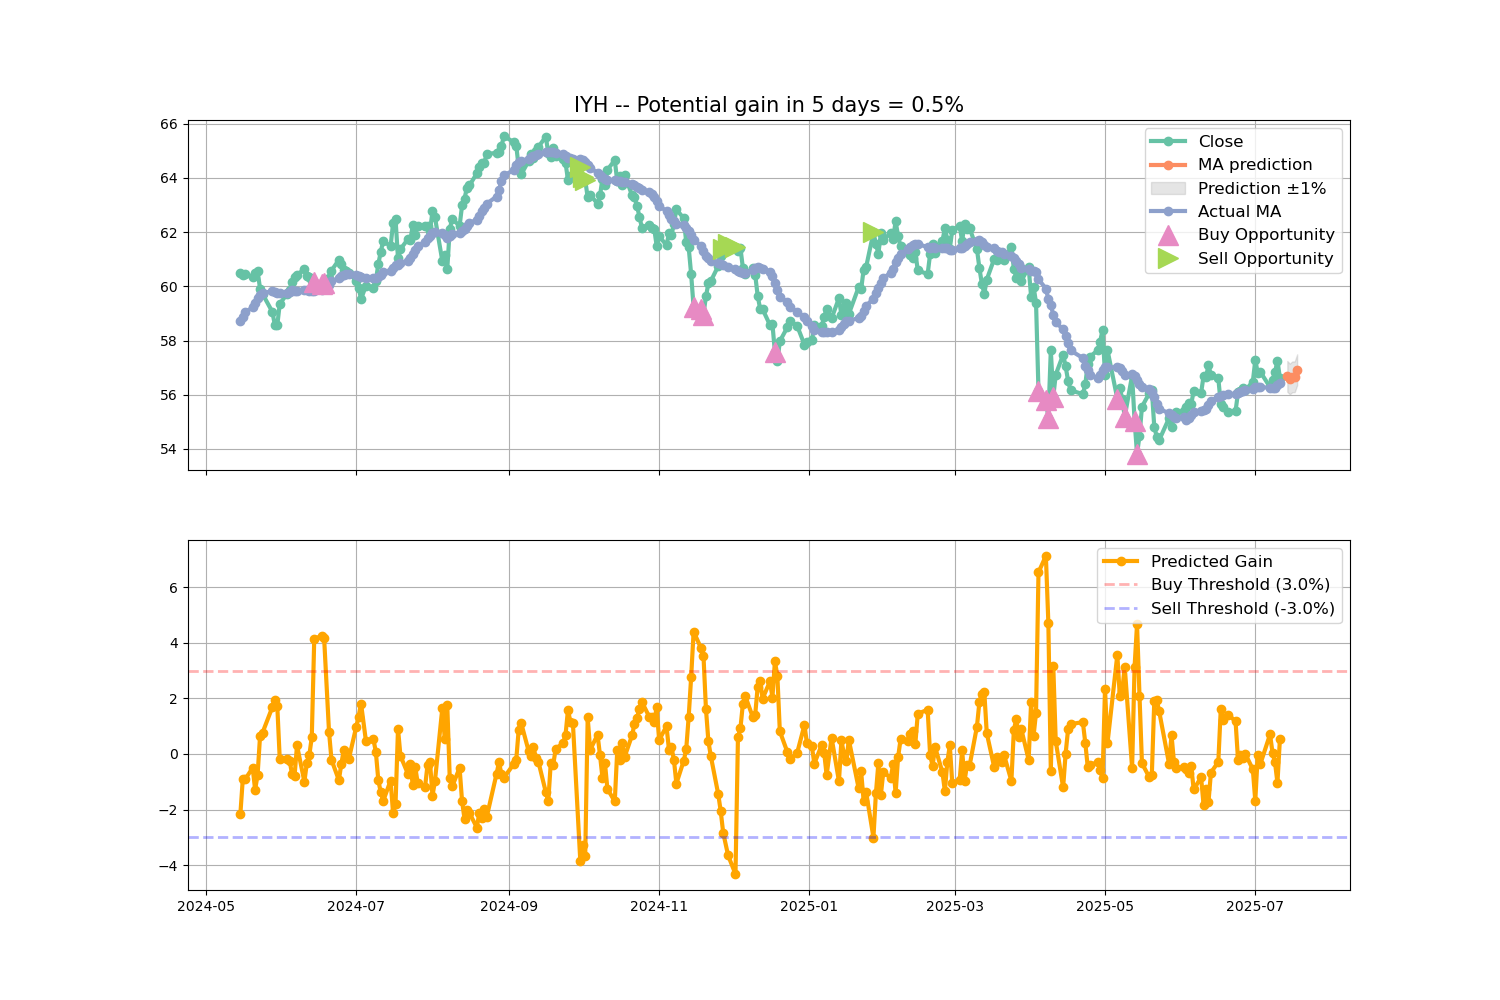 IYH -- Potential gain in 5 days = 0.5%
66
64
62
60
58
56
54
Close
MA prediction
Prediction ±1%
Actual MA
Buy Opportunity
Sell Opportunity
6
4
2
0
−2
−4
Predicted Gain
Buy Threshold (3.0%)
Sell Threshold (-3.0%)
2024-05
2024-07
2024-09
2024-11
2025-01
2025-03
2025-05
2025-07